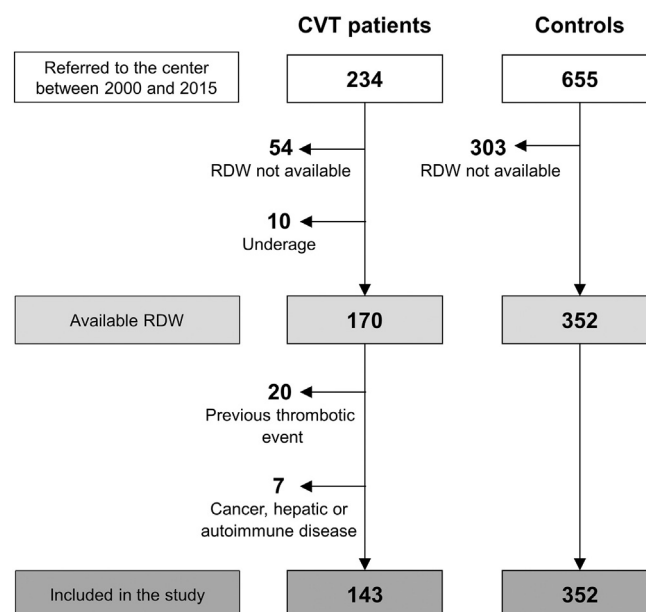 CVT patients
Controls
Referred to the center
between 2000 and 2015
234
655
54
RDW not available
303
RDW not available
10
Underage
Available RDW
170
352
20
Previous thrombotic
event
7
Cancer, hepatic or
autoimmune disease
Included in the study
143
352